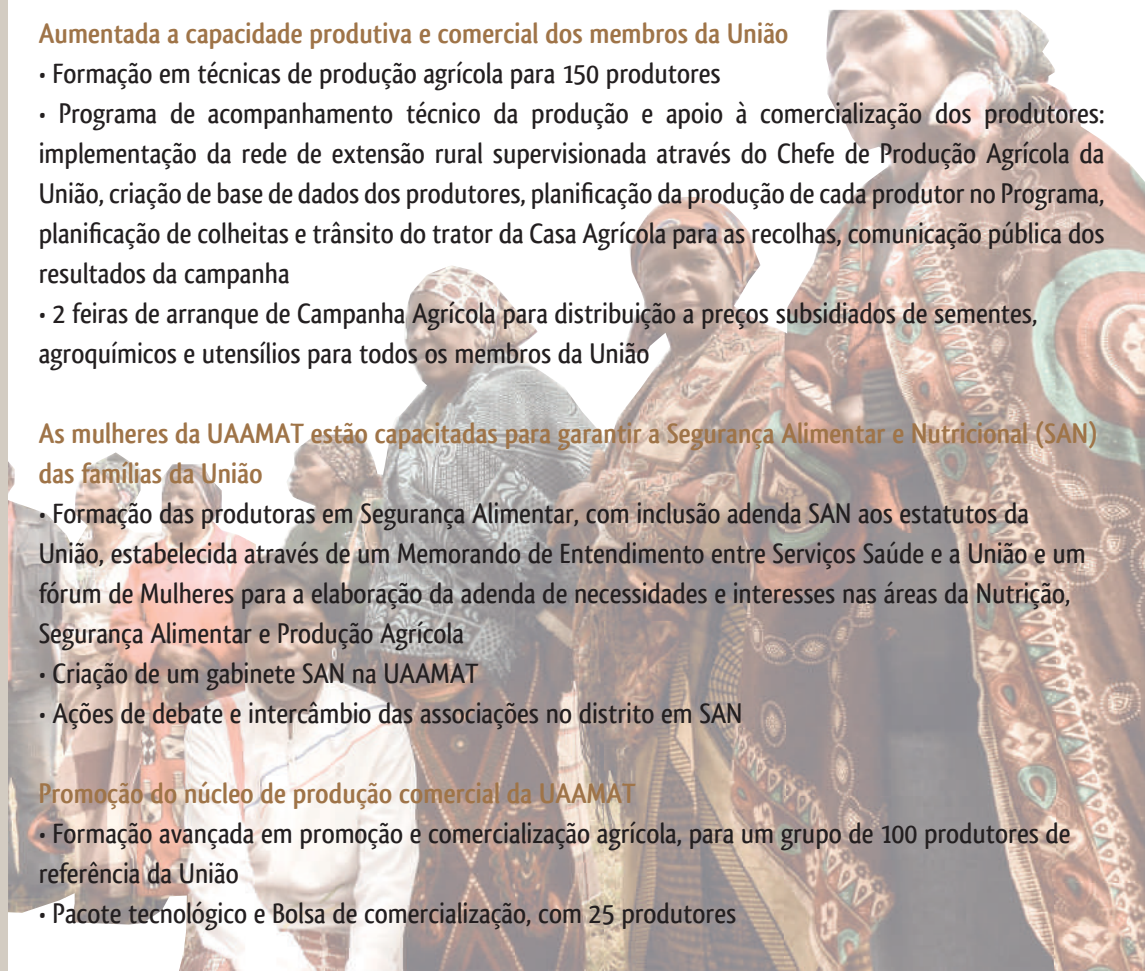 Aumentada a capacidade produtiva e comercial dos membros da União
• Formação em técnicas de produção agrícola para 150 produtores
• Programa de acompanhamento técnico da produção e apoio à comercialização dos produtores:
implementação da rede de extensão rural supervisionada através do Chefe de Produção Agrícola da
União, criação de base de dados dos produtores, planificação da produção de cada produtor no Programa,
planificação de colheitas e trânsito do trator da Casa Agrícola para as recolhas, comunicação pública dos
resultados da campanha
• 2 feiras de arranque de Campanha Agrícola para distribuição a preços subsidiados de sementes,
agroquímicos e utensílios para todos os membros da União
As mulheres da UAAMAT estão capacitadas para garantir a Segurança Alimentar e Nutricional (SAN)
das famílias da União
• Formação das produtoras em Segurança Alimentar, com inclusão adenda SAN aos estatutos da
União, estabelecida através de um Memorando de Entendimento entre Serviços Saúde e a União e um
fórum de Mulheres para a elaboração da adenda de necessidades e interesses nas áreas da Nutrição,
Segurança Alimentar e Produção Agrícola
• Criação de um gabinete SAN na UAAMAT
• Ações de debate e intercâmbio das associações no distrito em SAN
Promoção do núcleo de produção comercial da UAAMAT
• Formação avançada em promoção e comercialização agrícola, para um grupo de 100 produtores de
referência da União
• Pacote tecnológico e Bolsa de comercialização, com 25 produtores